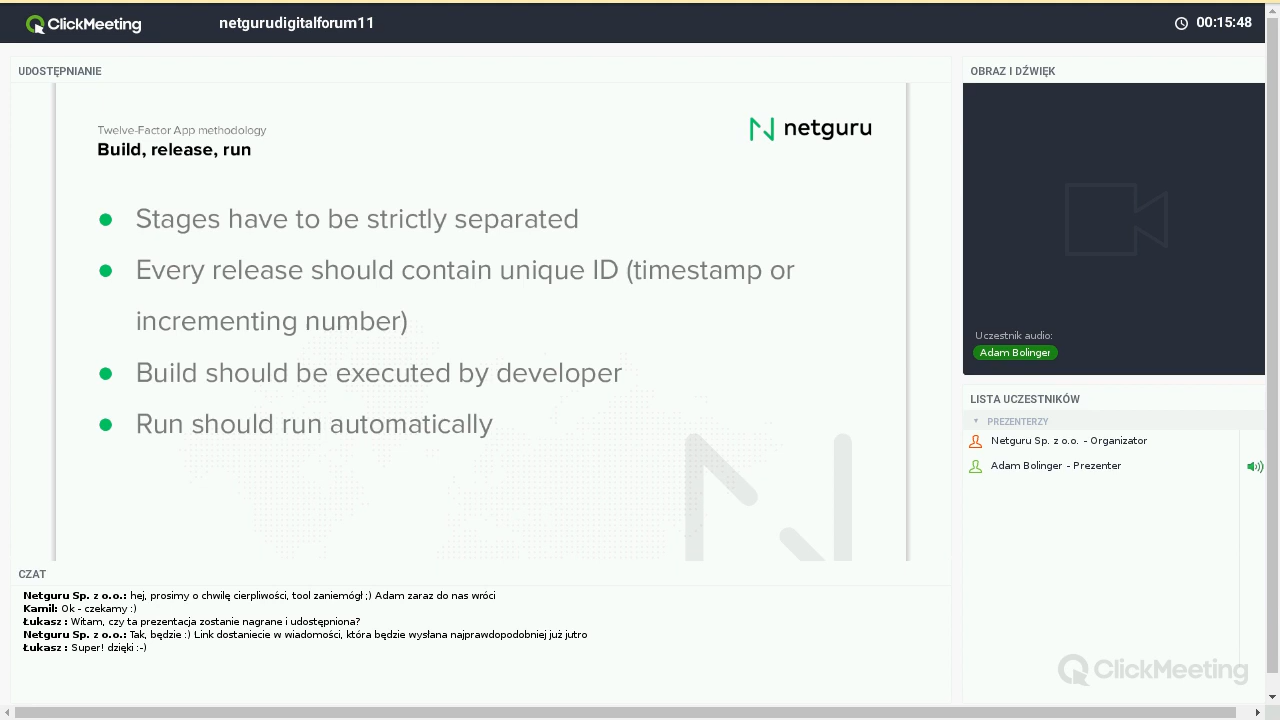 ClickMeeting
netgurudigitalforum11
00:15:48
UDOSTĘPNIANIE
Twelve-Factor App methodology
Build, release, run
netguru
Stages have to be strictly separated
Every release should contain unique ID (timestamp or
incrementing number)
Build should be executed by developer
Run should run automatically
CZAT
Netguru Sp. z o.o.: hej, prosimy o chwilę cierpliwości, tool zaniemógł ;) Adam zaraz do nas wróci
Kamil: Ok - czekamy :)
Łukasz : Witam, czy ta prezentacja zostanie nagrane i udostępniona?
Netguru Sp. z o.o.: Tak, będzie :) Link dostaniecie w wiadomości, która będzie wysłana najprawdopodobniej już jutro
Łukasz : Super! dzięki :-)
OBRAZ I DŹWIĘK
Uczestnik audio:
Adam Bolinger
LISTA UCZESTNIKÓW
PREZENTERZY
Netguru Sp. z o.o. - Organizator
Adam Bolinger - Prezenter
ClickMeeting